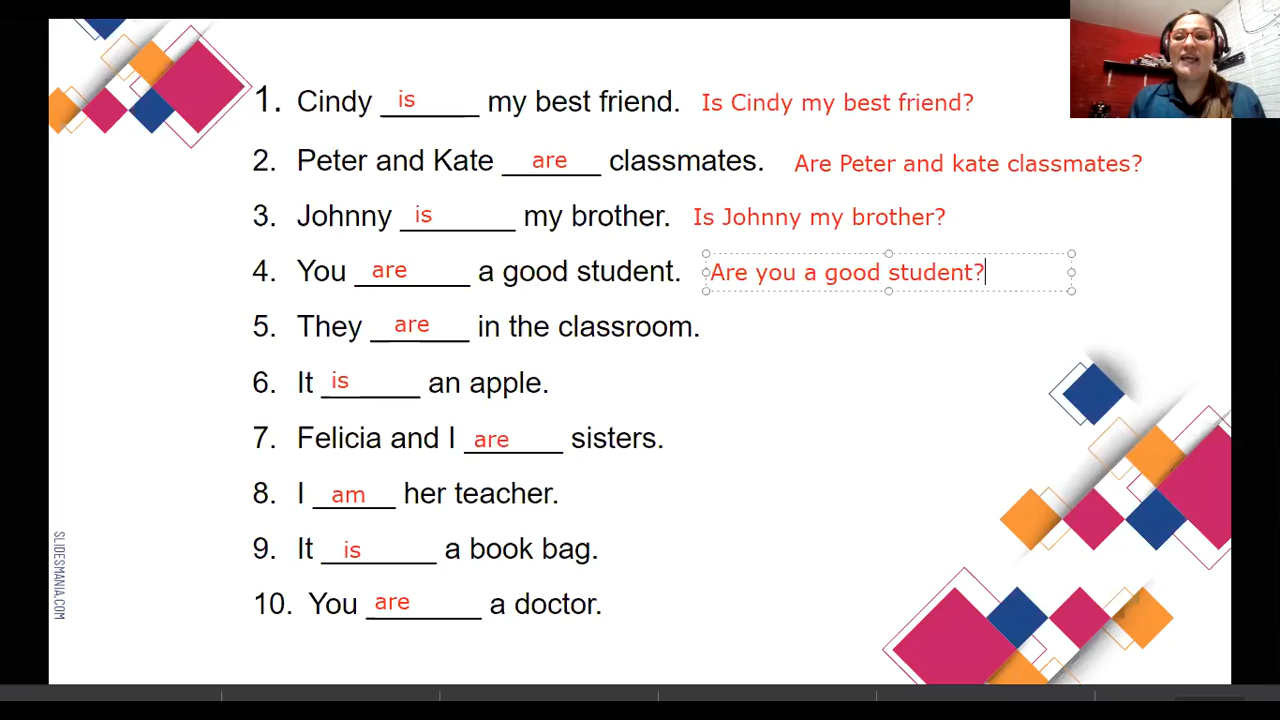 1. Cindy is my best friend. Is Cindy my best friend?
2. Peter and Kate are classmates. Are Peter and kate classmates?
3. Johnny is my brother. Is Johnny my brother?
4. You are a good student. Are you a good student?
5. They are in the classroom.
6. It is an apple.
7. Felicia and I are sisters.
8. I am her teacher.
9. It is a book bag.
10. You are a doctor.
SLIDESMANIA.COM